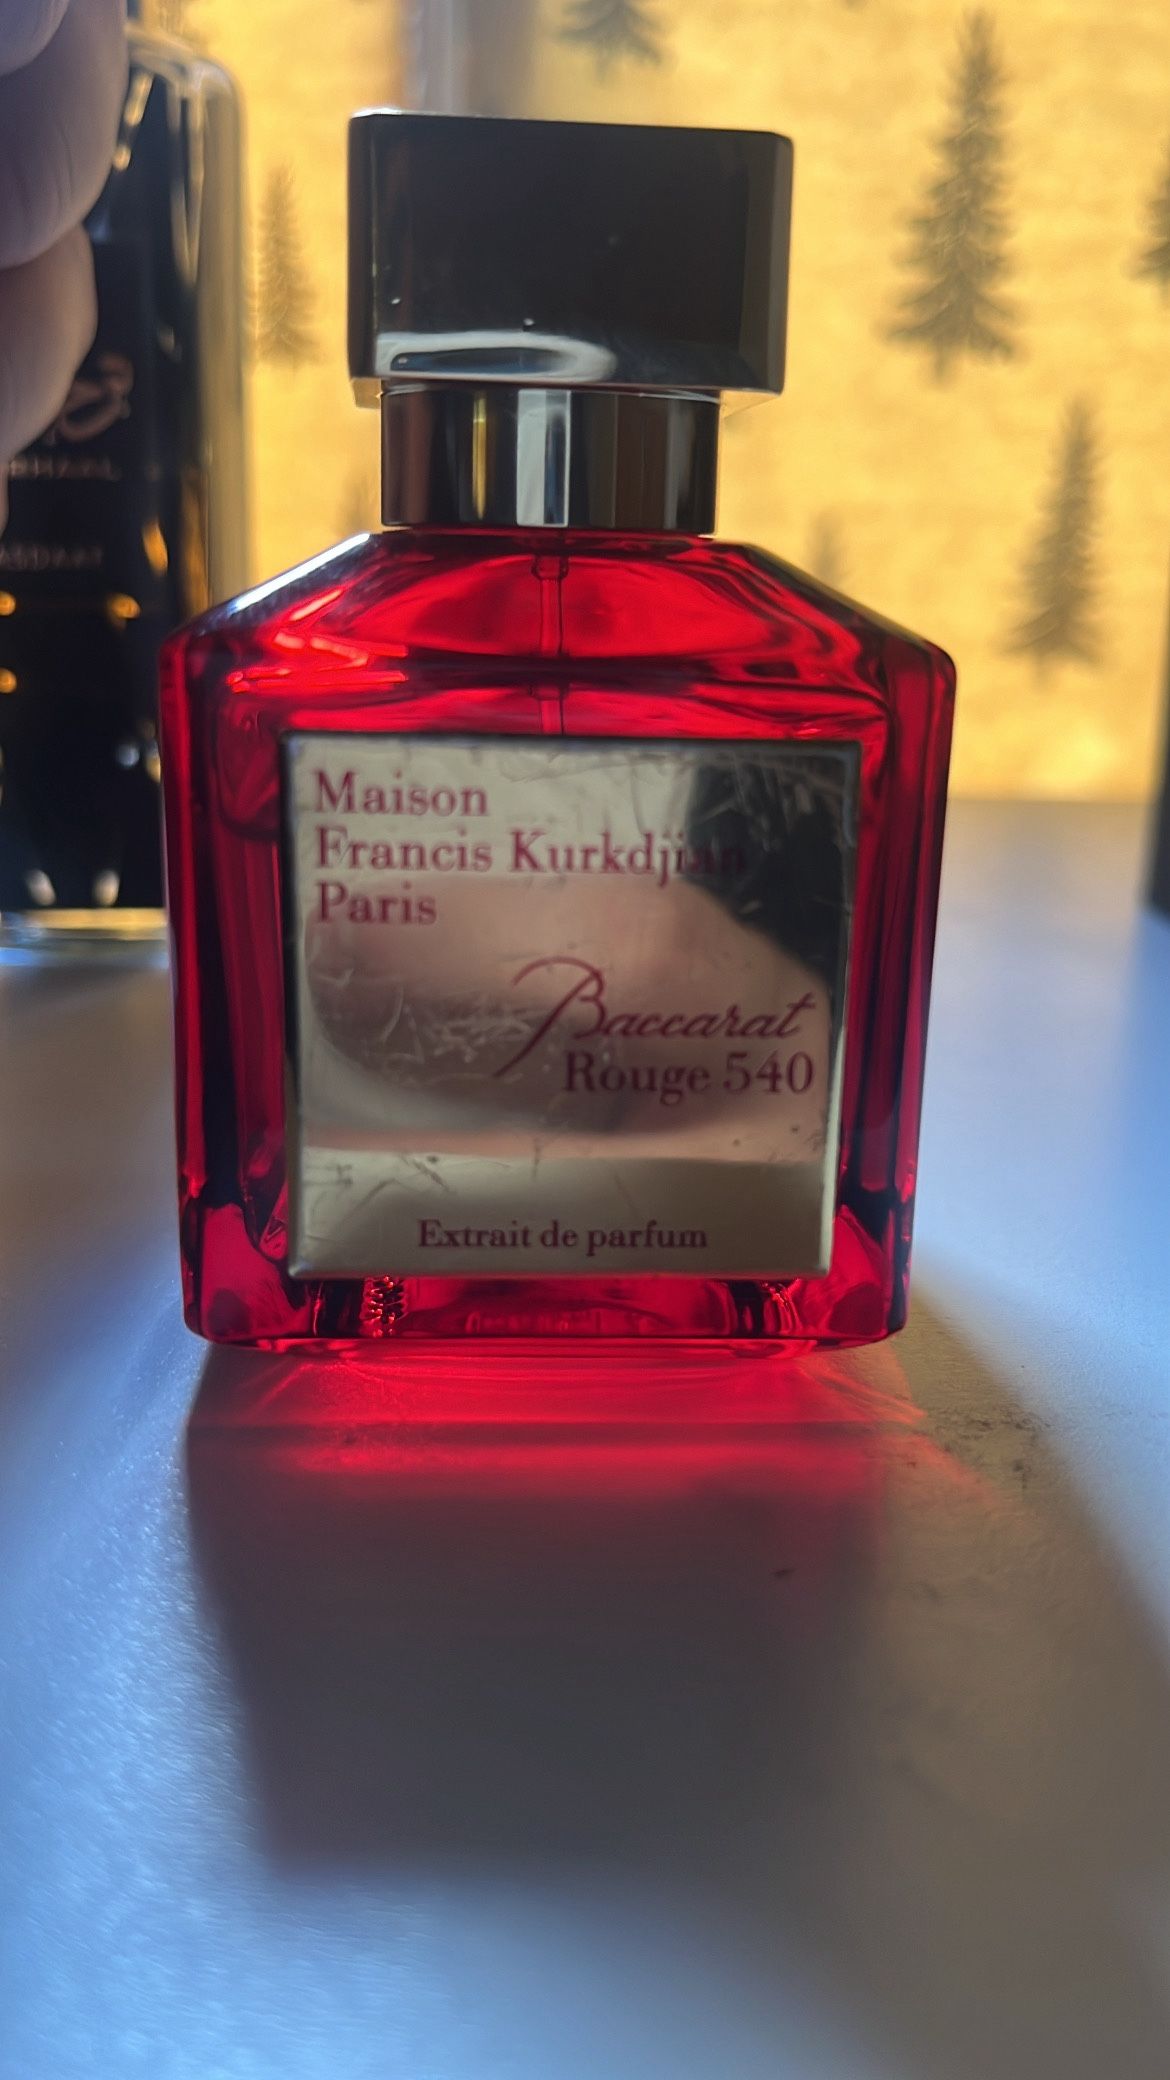 Maison
Francis Kurkdjian
Paris
Baccarat
Rouge 540
Extrait de parfum